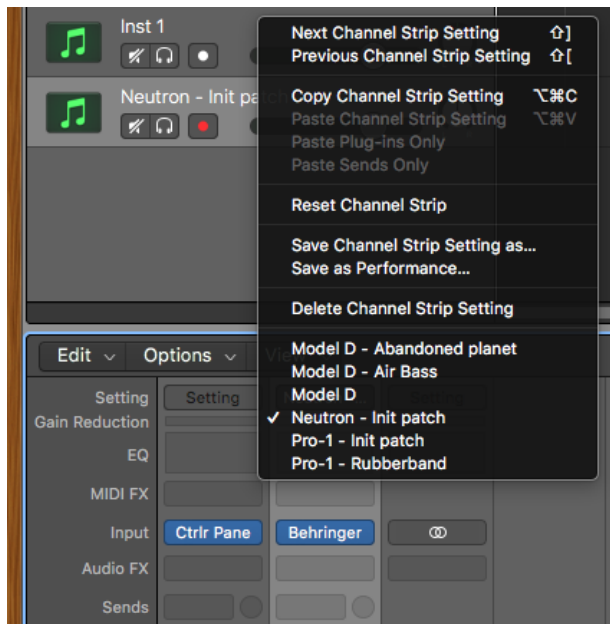 Inst 1
Neutron - Init pa
Next Channel Strip Setting ⇧]
Previous Channel Strip Setting ⇧[
Copy Channel Strip Setting ⌥⌘C
Paste Channel Strip Setting ⌥⌘V
Paste Plug-ins Only
Paste Sends Only
Reset Channel Strip
Save Channel Strip Setting as...
Save as Performance...
Delete Channel Strip Setting
Model D - Abandoned planet
Model D - Air Bass
Model D
✓ Neutron - Init patch
Pro-1 - Init patch
Pro-1 - Rubberband
Edit Options View
Setting Setting
Gain Reduction
EQ
MIDI FX
Input Ctrlr Pane Behringer
Audio FX
Sends